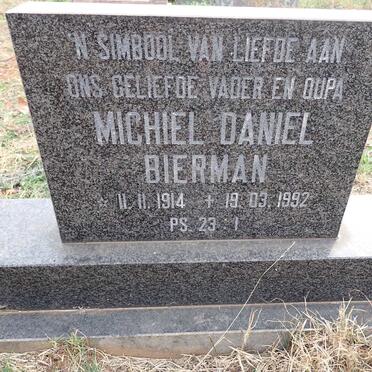 'N SIMBOOL VAN LIEFDE AAN
ONS GELIEFDE VADER EN OUPA
MICHIEL DANIEL
BIERMAN
* 11.11.1914 + 19.03.1992
PS. 23:1